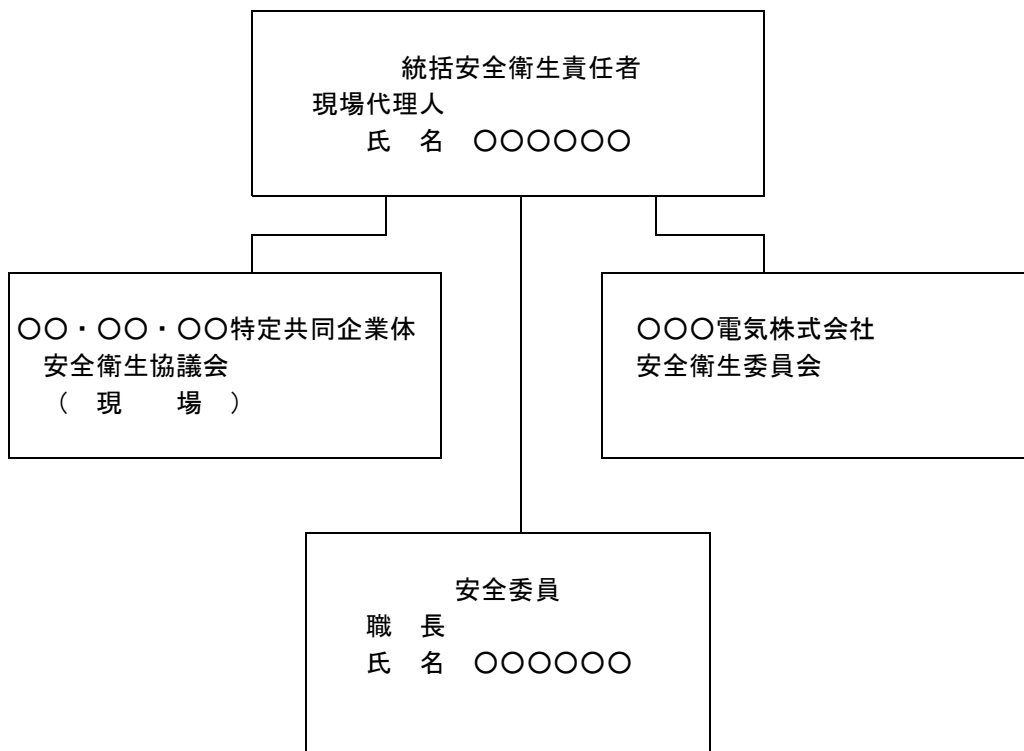 統括安全衛生責任者
現場代理人
氏　名　〇〇〇〇〇〇
〇〇・〇〇・〇〇特定共同企業体
安全衛生協議会
（　現　　場　）
〇〇〇電気株式会社
安全衛生委員会
安全委員
職　長
氏　名　〇〇〇〇〇〇